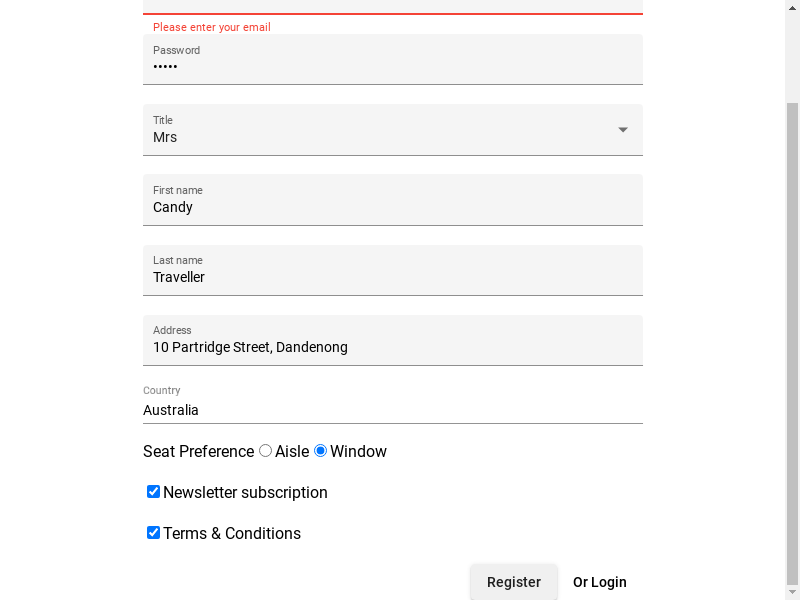 Please enter your email
Password
•••••
Title
Mrs
First name
Candy
Last name
Traveller
Address
10 Partridge Street, Dandenong
Country
Australia
Seat Preference Aisle Window
Newsletter subscription
Terms & Conditions
Register Or Login